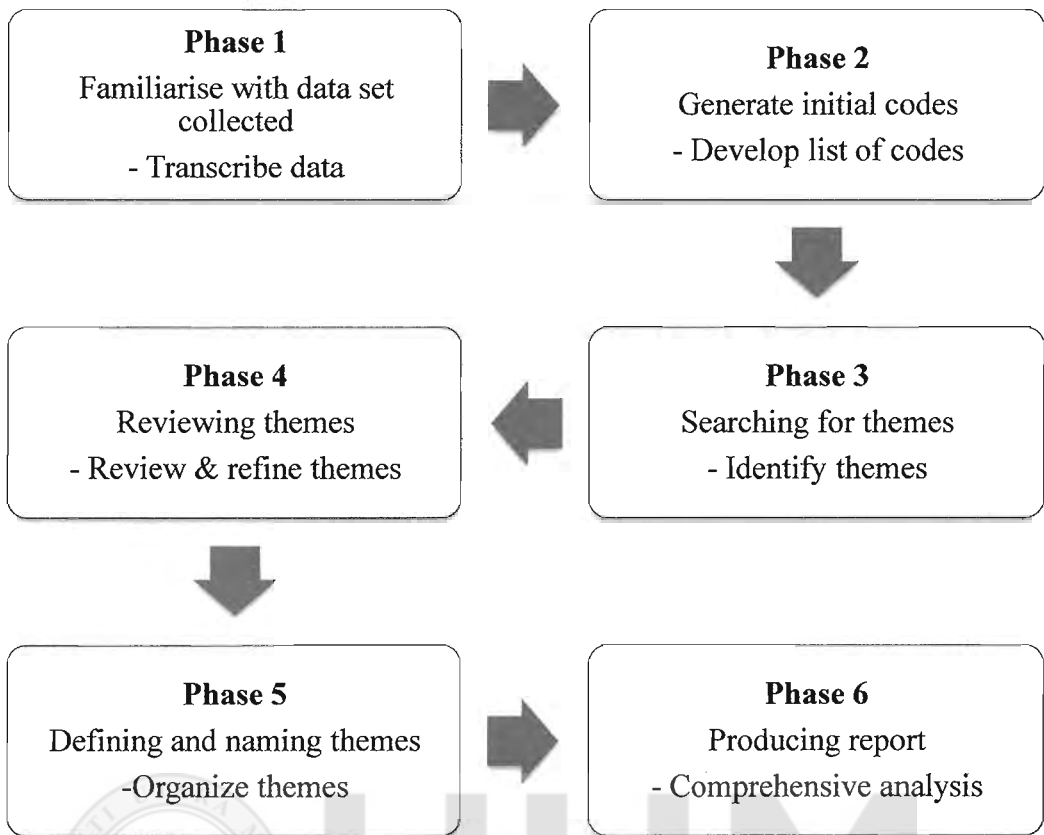 Phase 1
Familiarise with data set
collected
- Transcribe data
Phase 2
Generate initial codes
- Develop list of codes
Phase 3
Searching for themes
- Identify themes
Phase 4
Reviewing themes
- Review & refine themes
Phase 5
Defining and naming themes
-Organize themes
Phase 6
Producing report
- Comprehensive analysis